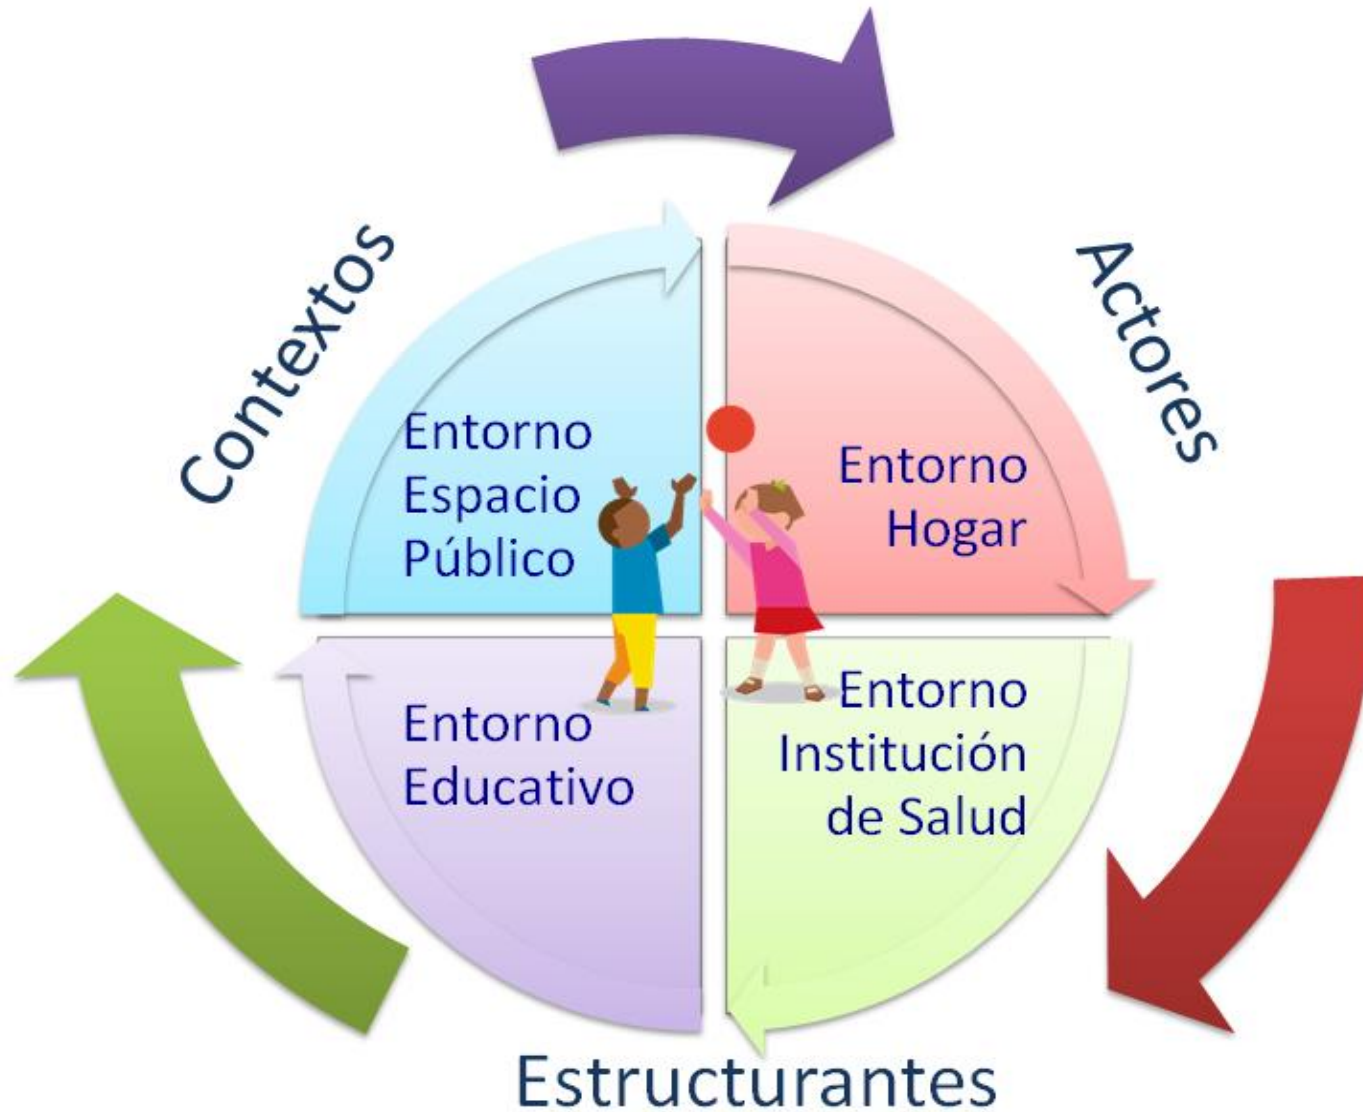 Contextos
Actores
Entorno
Espacio
Público
Entorno
Hogar
Entorno
Educativo
Entorno
Institución
de Salud
Estructurantes